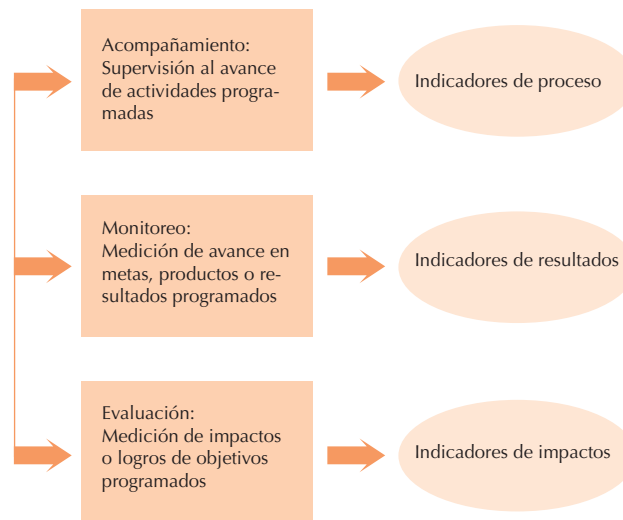 Acompañamiento:
Supervisión al avance
de actividades progra-
madas
Indicadores de proceso
Monitoreo:
Medición de avance en
metas, productos o re-
sultados programados
Indicadores de resultados
Evaluación:
Medición de impactos
o logros de objetivos
programados
Indicadores de impactos